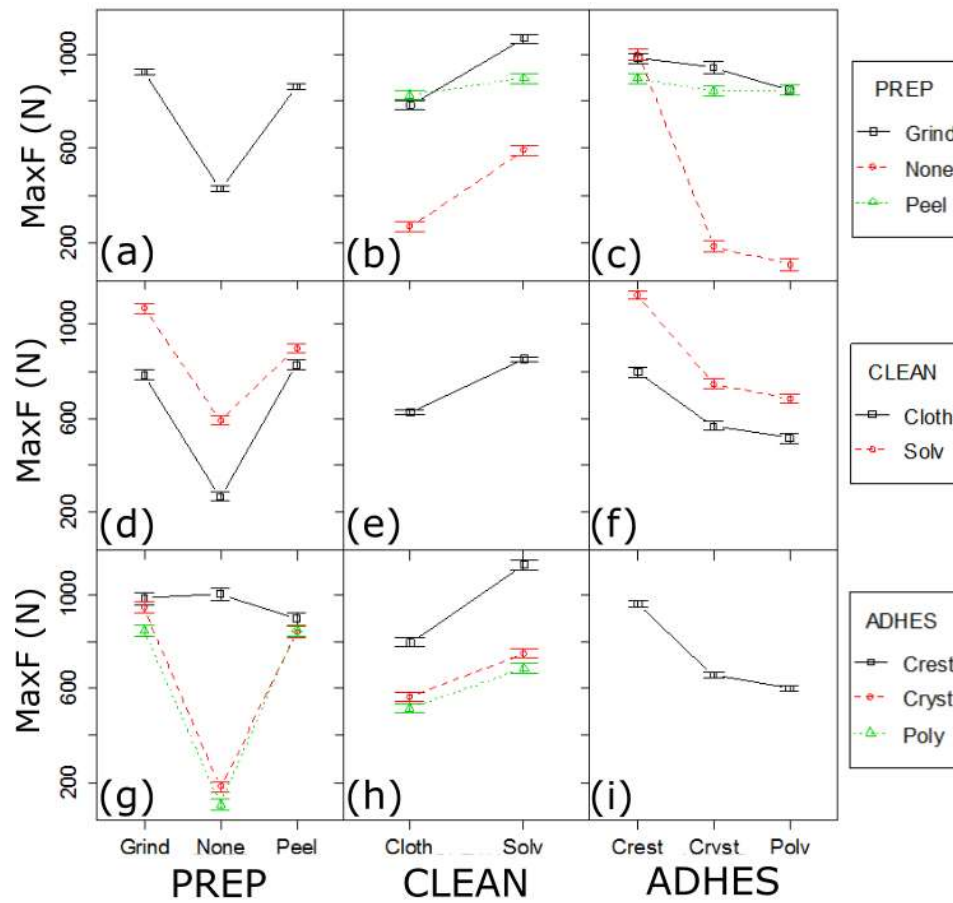 MaxF (N)
1000
600
200
(a)
(b)
(c)
PREP
Grind
None
Peel
MaxF (N)
1000
600
200
(d)
(e)
(f)
CLEAN
Cloth
Solv
MaxF (N)
1000
600
200
(g)
(h)
(i)
ADHES
Crest
Cryst
Poly
Grind None Peel
Cloth Solv
Crest Cryst Poly
PREP CLEAN ADHES